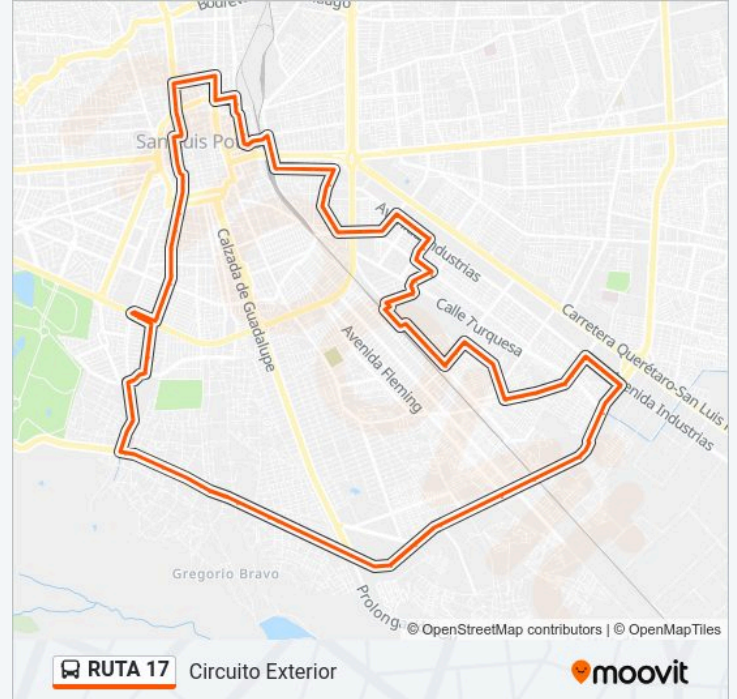 San Luis Po
Avenida Industrias
Calzada de Guadalupe
Calle Turquesa
Carretera Querétaro-San Luis
Avenida Fleming
Avenida Industrias
Gregorio Bravo
Prolong
© OpenStreetMap contributors | © OpenMapTiles
RUTA 17 Circuito Exterior
moovit